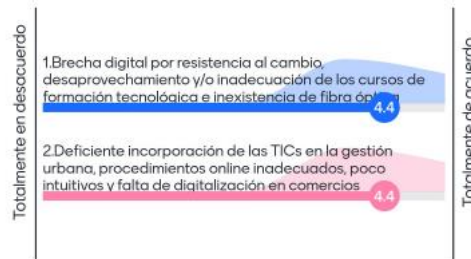 Totalmente en desacuerdo
1.Brecha digital por resistencia al cambio,
desaprovechamiento y/o inadecuación de los cursos de
formación tecnológica e inexistencia de fibra óptica
4.4
2.Deficiente incorporación de las TICs en la gestión
urbana, procedimientos online inadecuados, poco
intuitivos y falta de digitalización en comercios
4.4
Totalmente de acuerdo